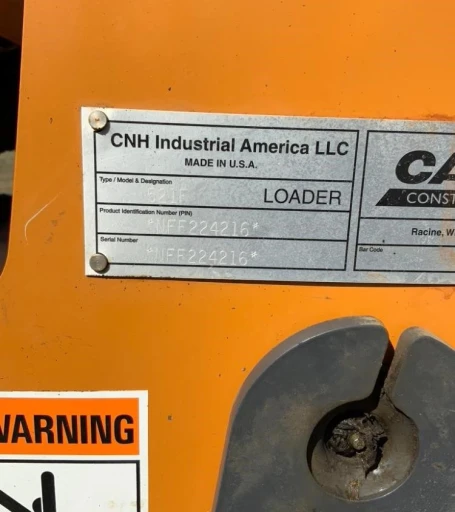 CNH Industrial America LLC
MADE IN U.S.A.
Type / Model & Designation
LOADER
Product Identification Number (PIN)
*NFF224216*
Serial Number
*NFF224216*
CONST
Racine, W
Bar Code
WARNING